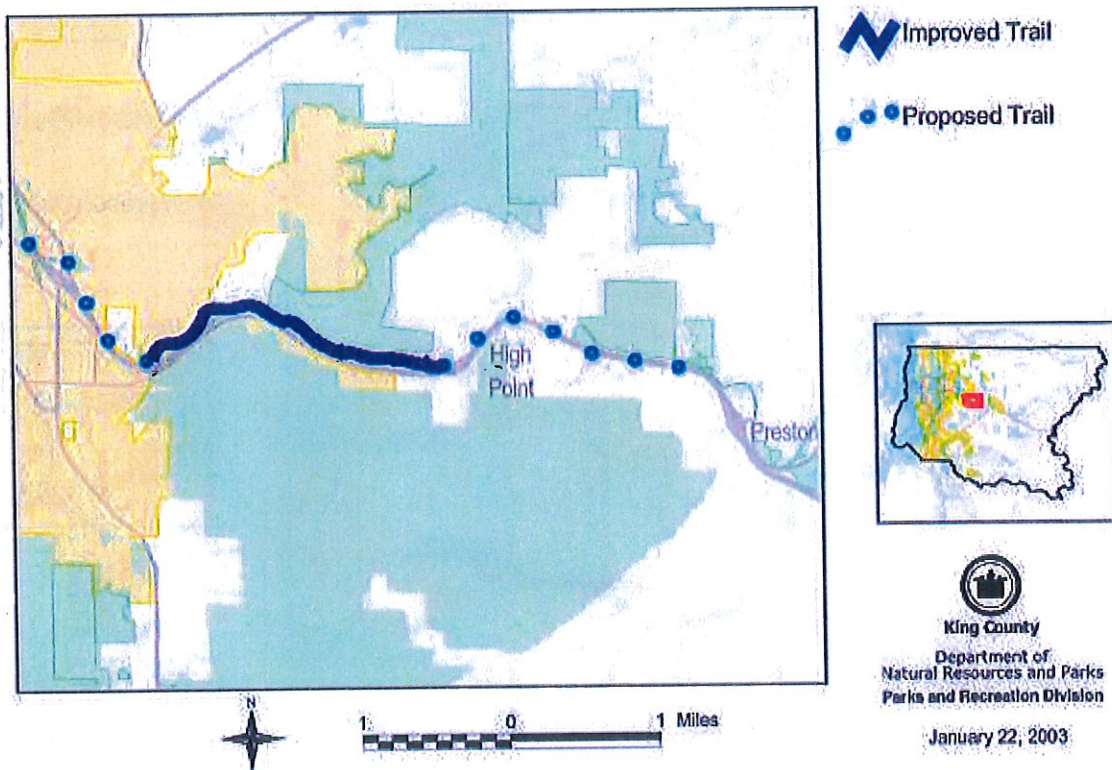 Improved Trail
Proposed Trail
High
Point
Preston
N
1 0 1 Miles
King County
Department of
Natural Resources and Parks
Parks and Recreation Division
January 22, 2003